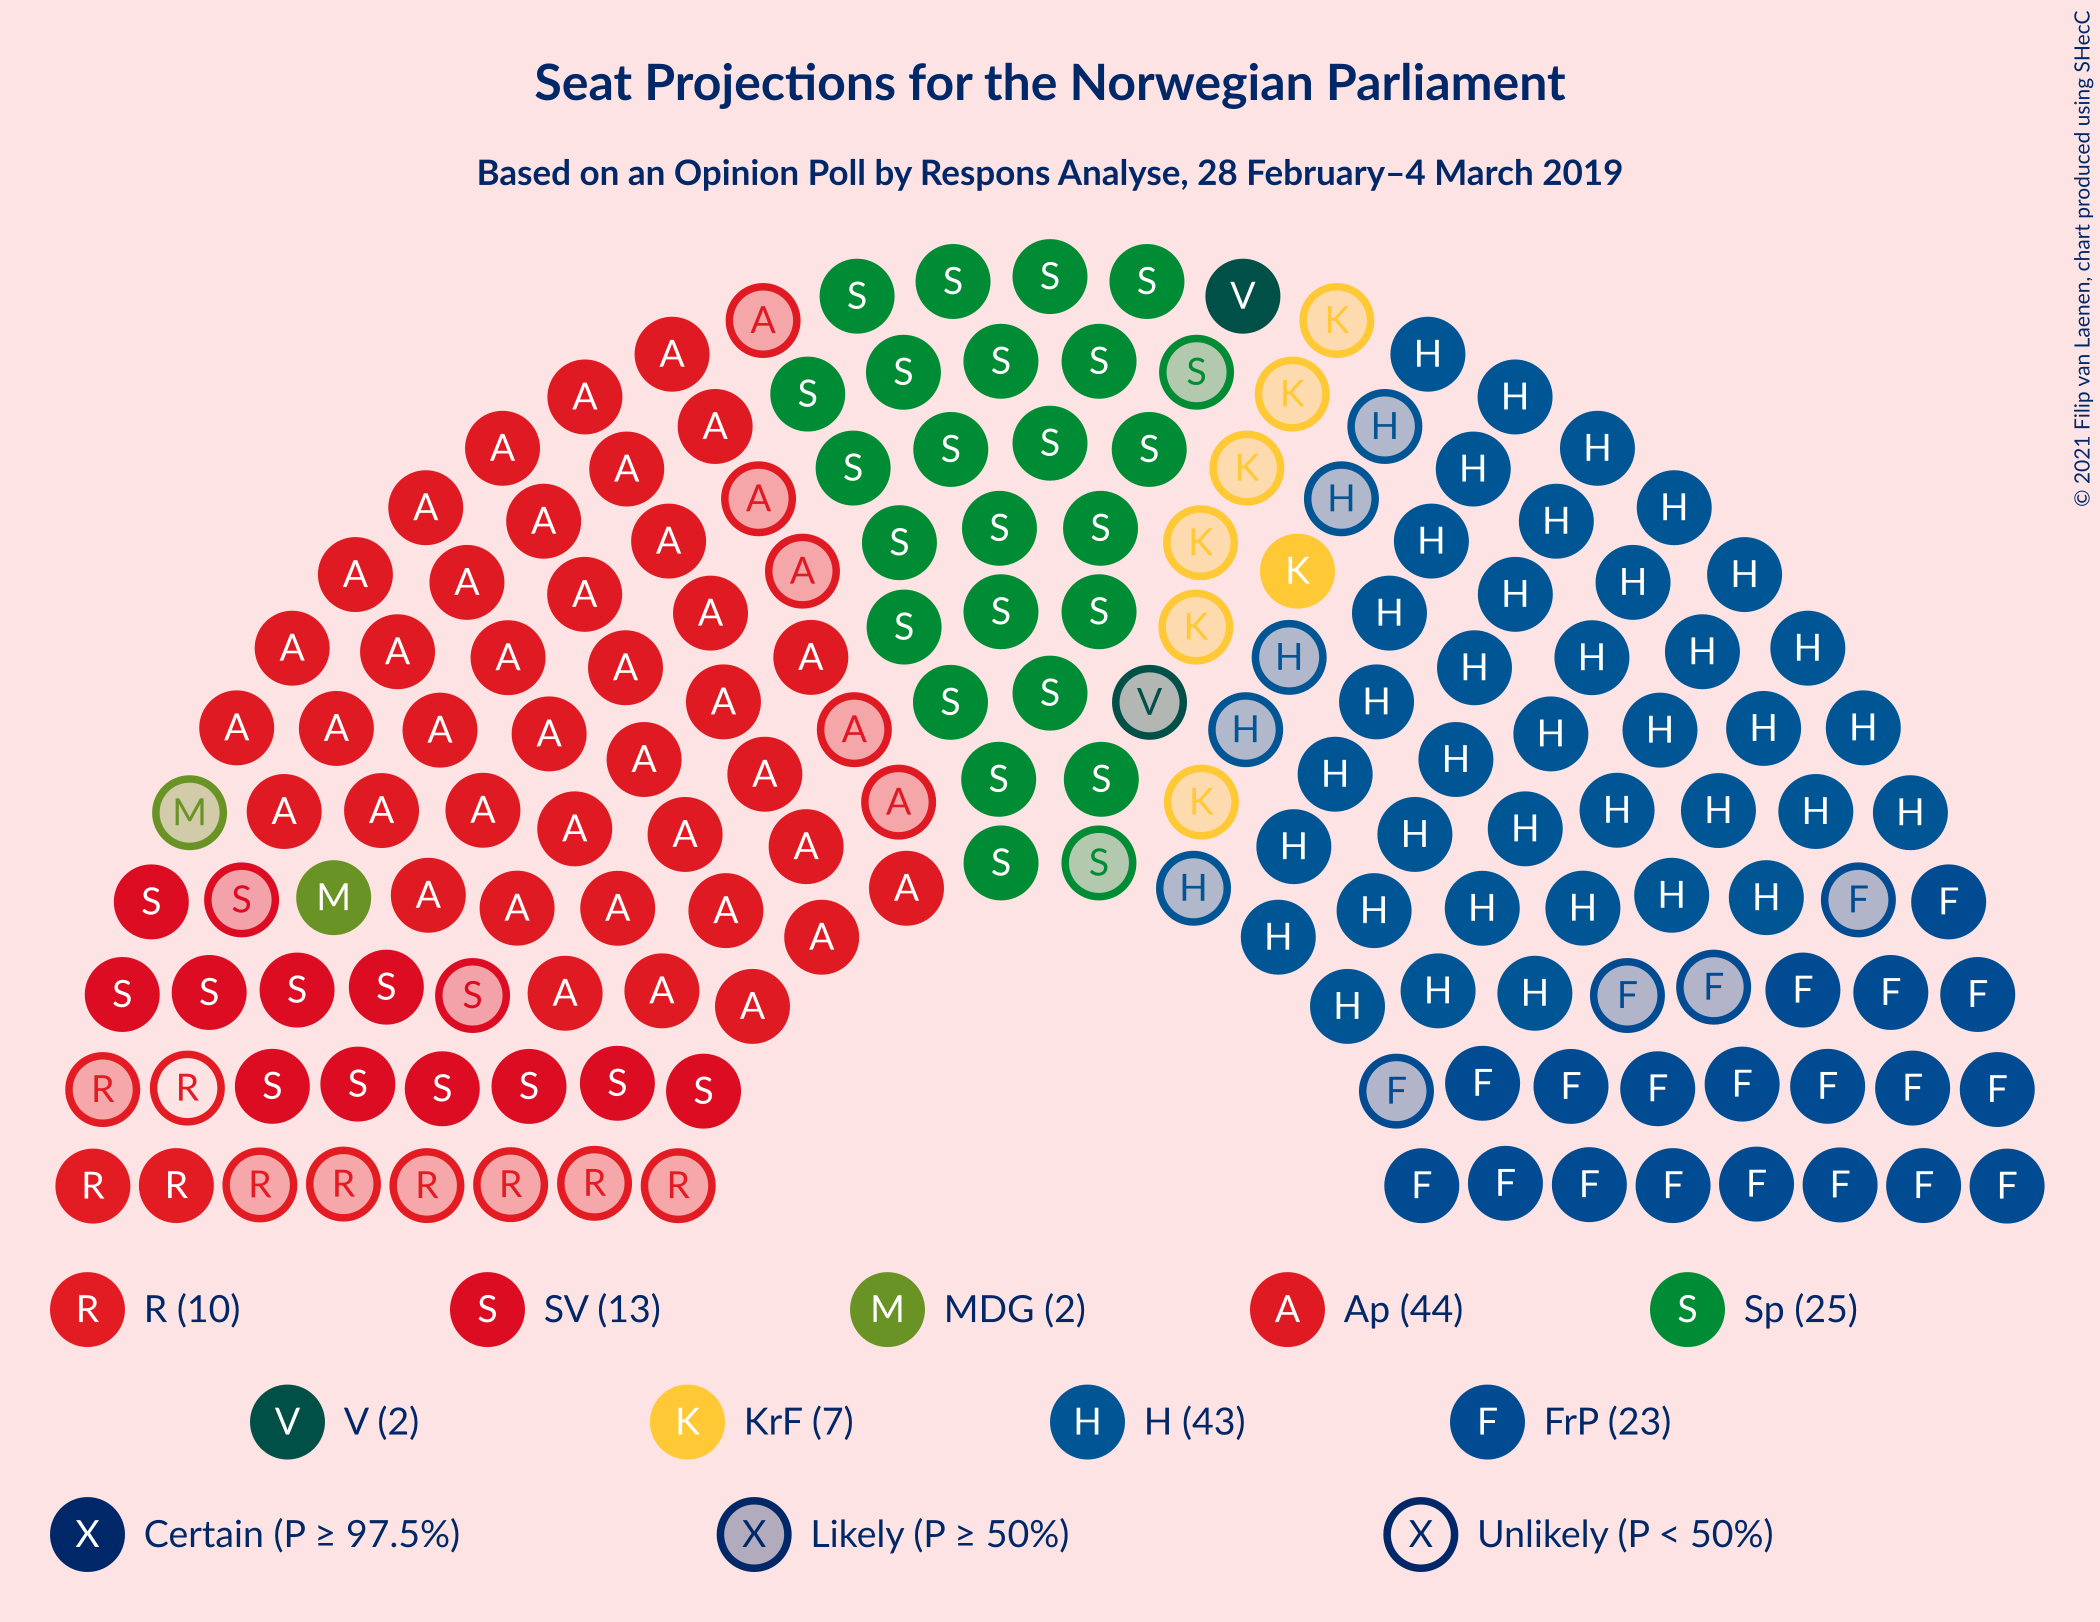 Seat Projections for the Norwegian Parliament
Based on an Opinion Poll by Respons Analyse, 28 February–4 March 2019
© 2021 Filip van Laenen, chart produced using SHecC
S S S S V K
A S S S S S K H
A A S S S S K H H
A A A S S S K K H H H
A A A A S S S K H H H H
A A A A A S S V H H H H H
A A A A A A S S K H H H H H
A A A A A A A S S H H H H H H
M A A A A A A A H H H H H H H
S S M A A A A A H H H H H H F F
S S S S S A A A H H H F F F F F
R R S S S S S S F F F F F F F F
R R R R R R R R F F F F F F F F
R R (10) S SV (13) M MDG (2) A Ap (44) S Sp (25)
V V (2) K KrF (7) H H (43) F FrP (23)
X Certain (P ≥ 97.5%) X Likely (P ≥ 50%) X Unlikely (P < 50%)